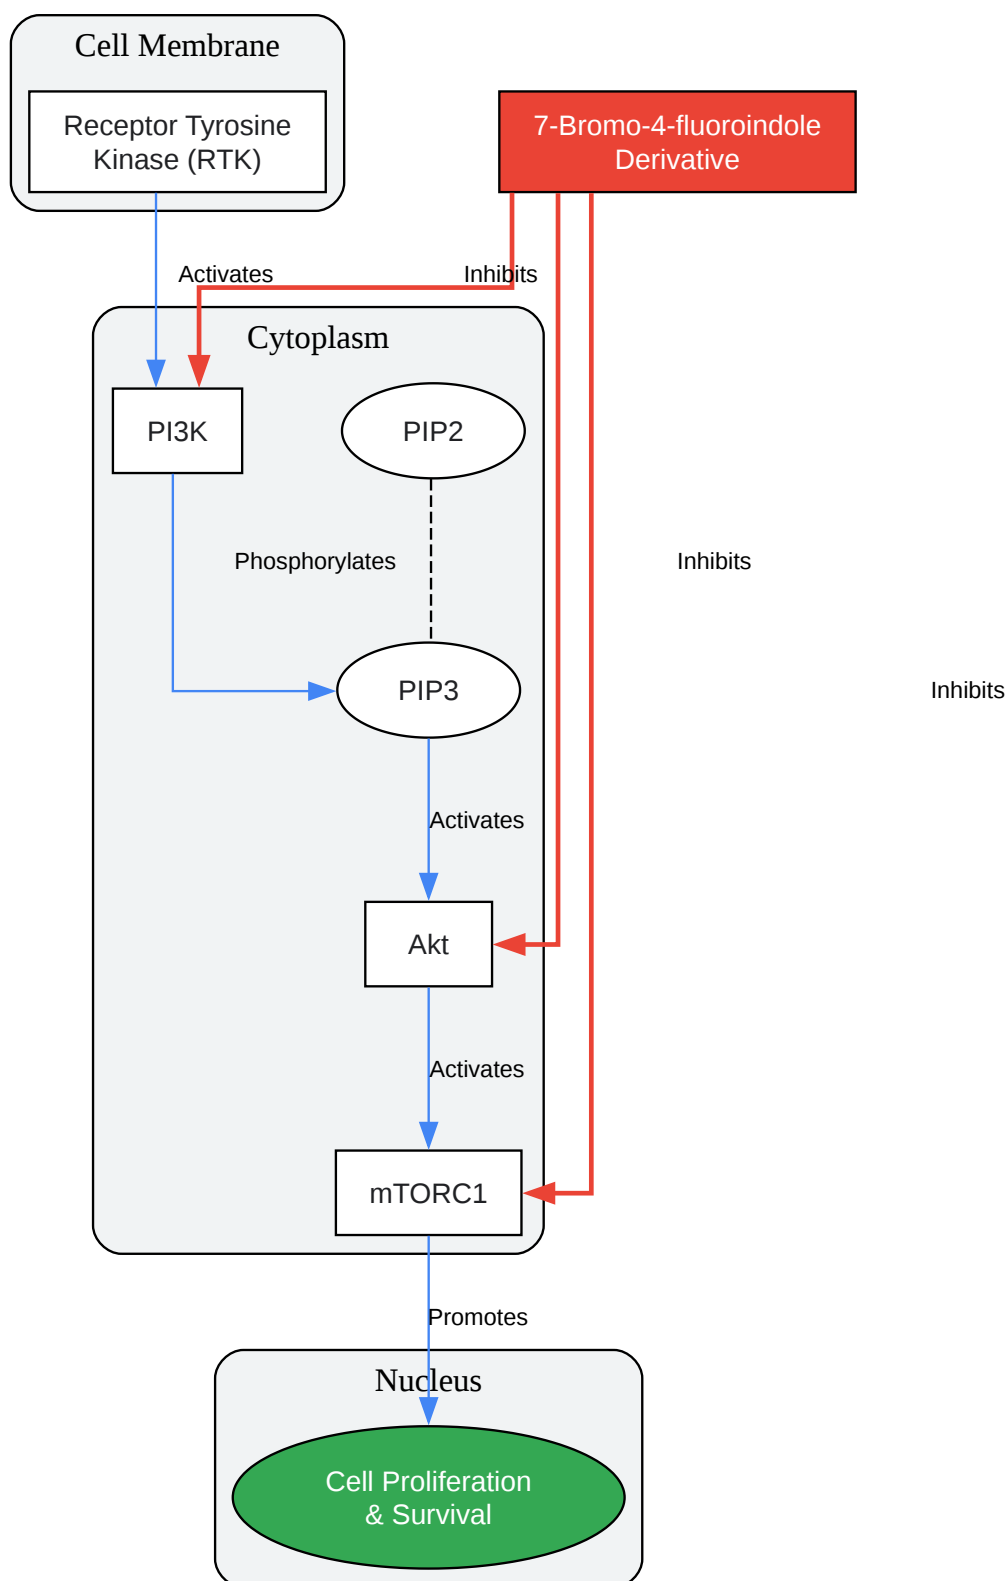 Cell Membrane
Receptor Tyrosine
Kinase (RTK)
7-Bromo-4-fluoroindole
Derivative
Activates
Inhibits
Cytoplasm
PI3K
PIP2
Phosphorylates
Inhibits
PIP3
Inhibits
Activates
Akt
Activates
mTORC1
Promotes
Nucleus
Cell Proliferation
& Survival